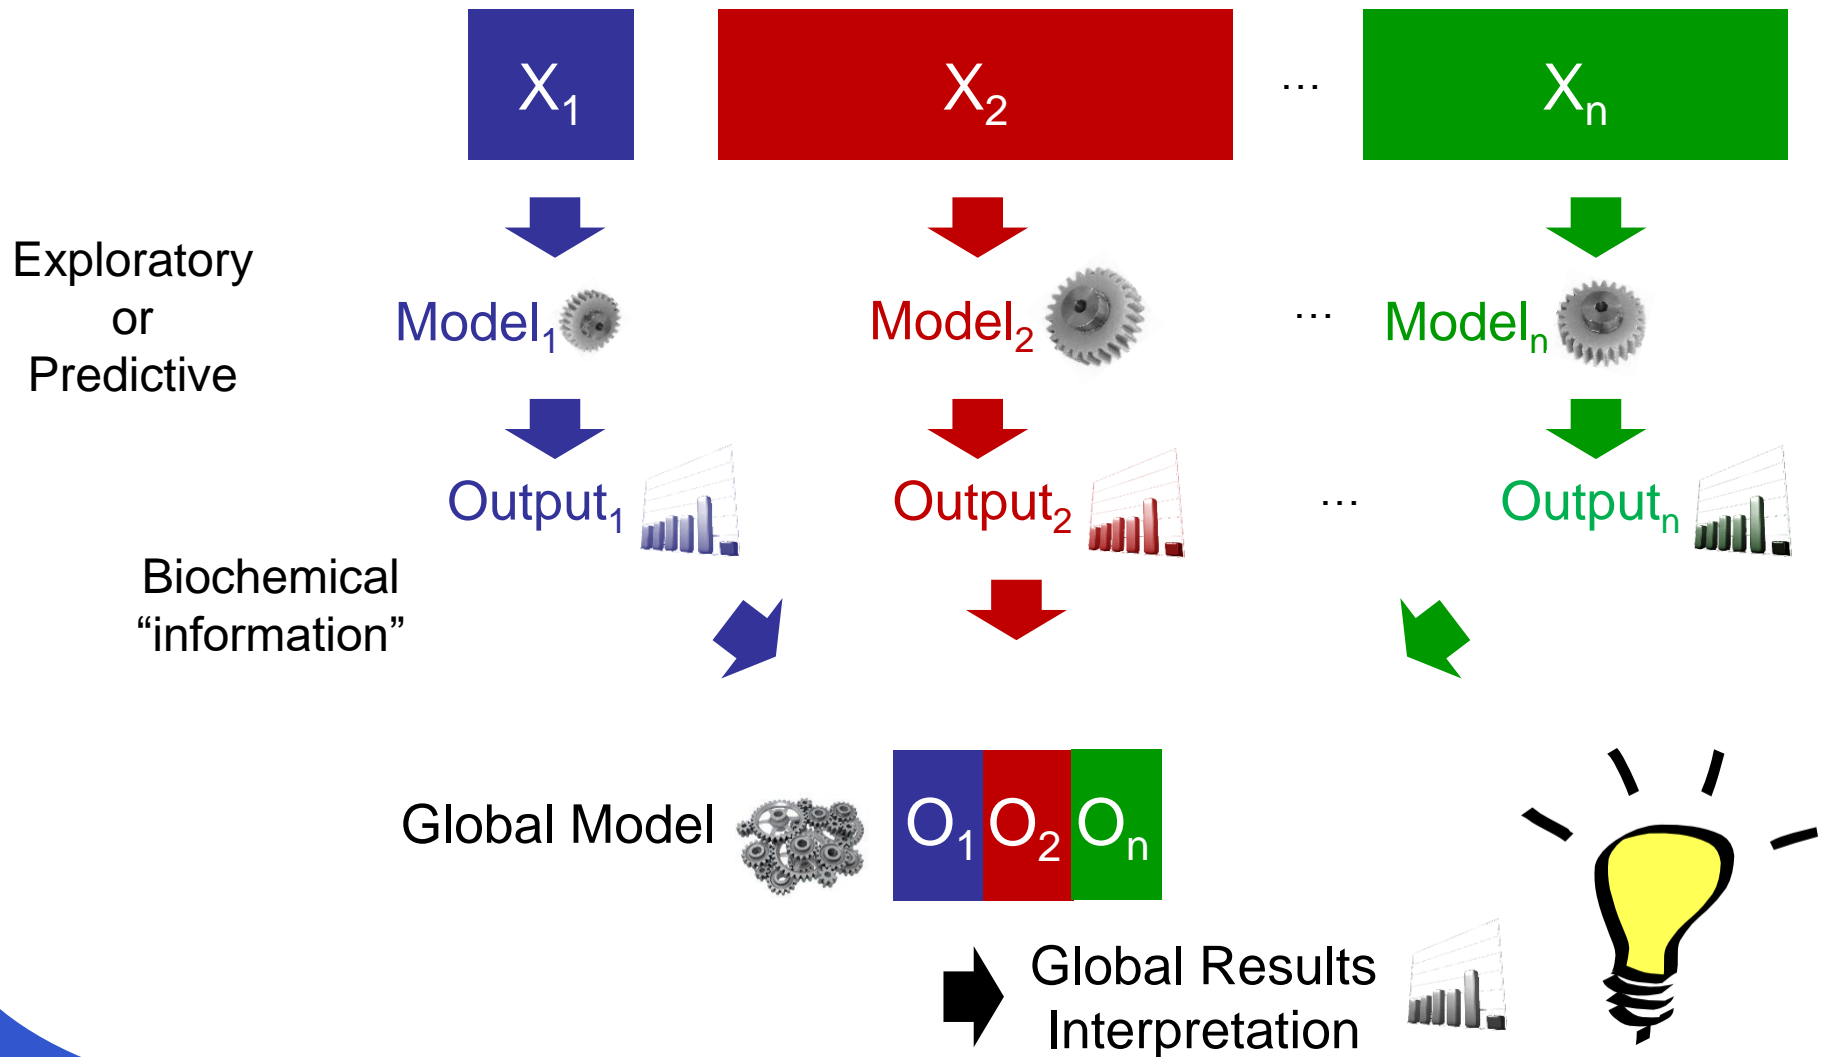 X₁ X₂ ... Xₙ
Exploratory
or
Predictive
Model₁ Model₂ ... Modelₙ
Output₁ Output₂ ... Outputₙ
Biochemical
“information”
Global Model O₁ O₂ Oₙ
Global Results
Interpretation